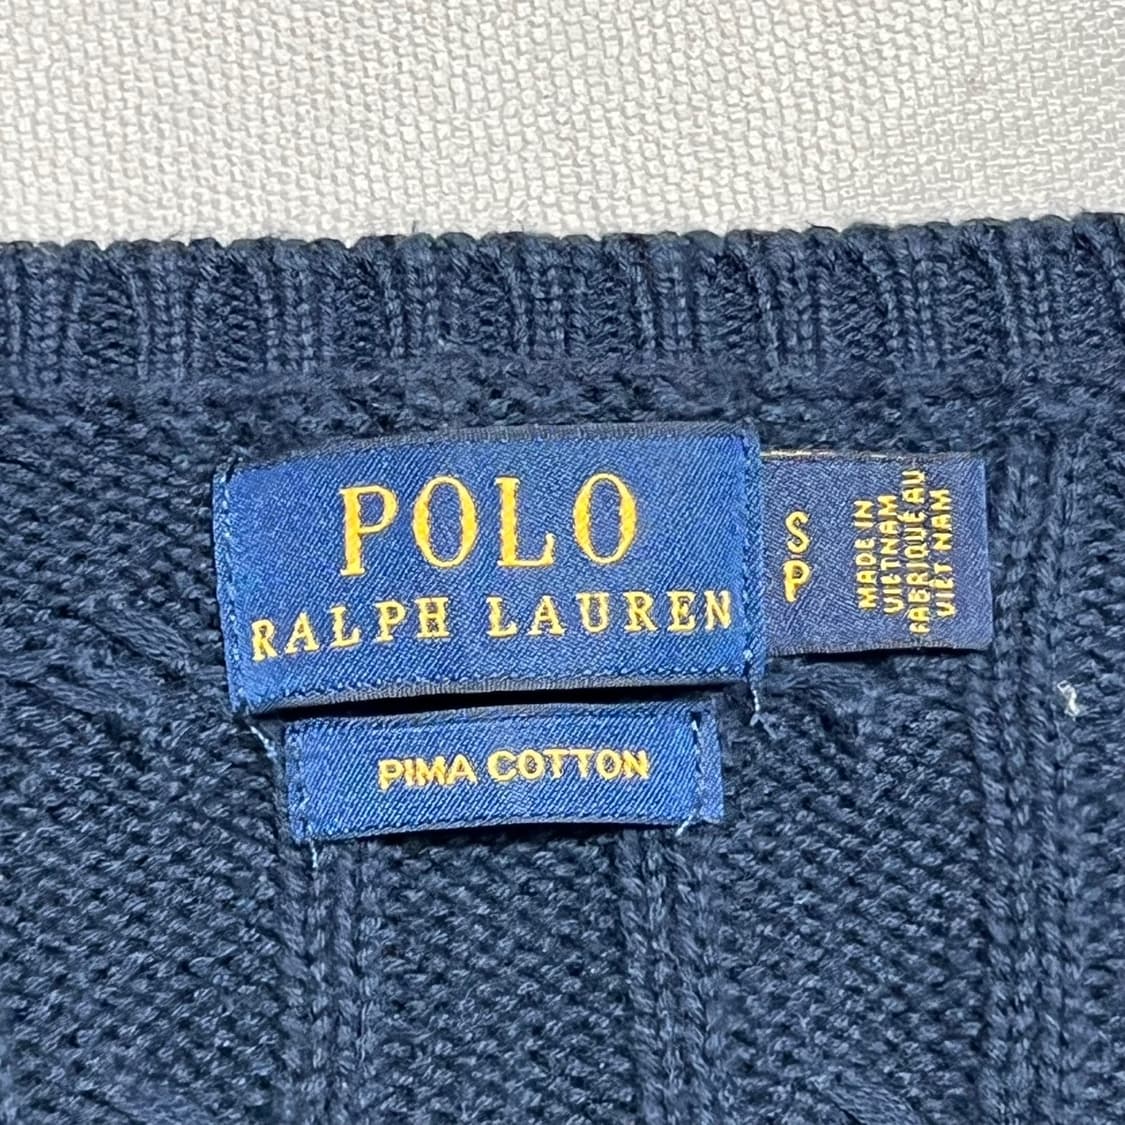 POLO
RALPH LAUREN
PIMA COTTON
S
P
MADE IN
VIETNAM
FABRIQUÉ AU
VIET NAM